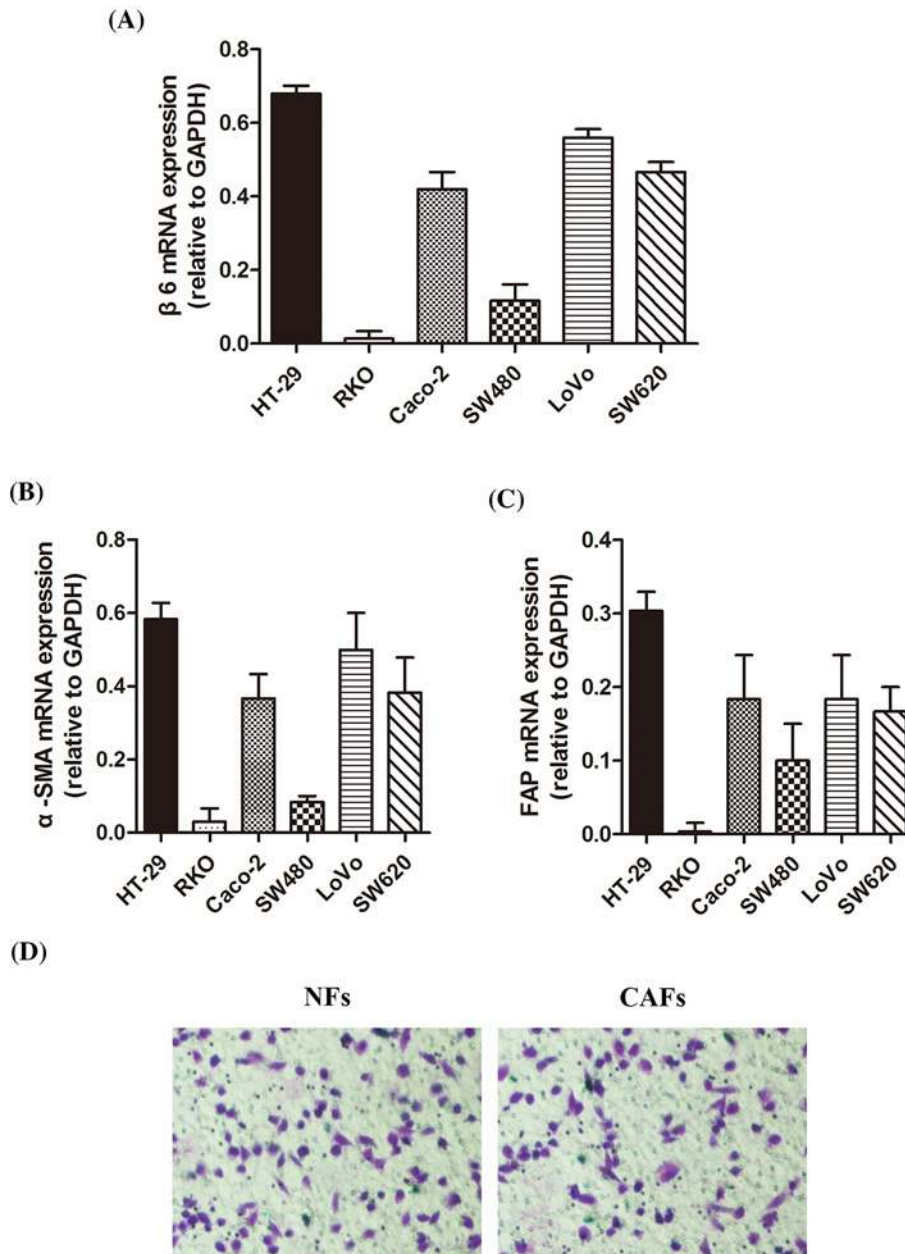 (A)
β 6 mRNA expression
(relative to GAPDH)
0.8
0.6
0.4
0.2
0.0
HT-29
RKO
Caco-2
SW480
LoVo
SW620
(B)
α -SMA mRNA expression
(relative to GAPDH)
0.8
0.6
0.4
0.2
0.0
HT-29
RKO
Caco-2
SW480
LoVo
SW620
(C)
FAP mRNA expression
(relative to GAPDH)
0.4
0.3
0.2
0.1
0.0
HT-29
RKO
Caco-2
SW480
LoVo
SW620
(D)
NFs
CAFs